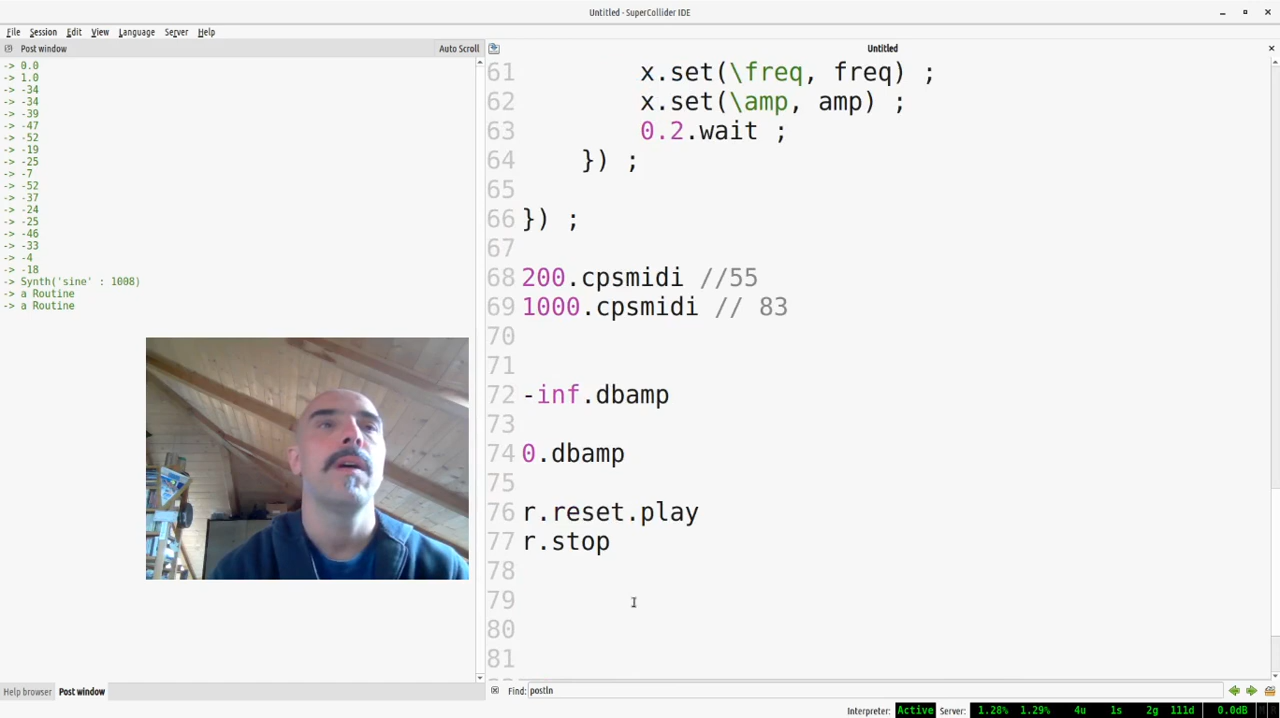 Untitled - SuperCollider IDE
File Session Edit View Language Server Help
Post window Auto Scroll
-> 0.0
-> 1.0
-> -34
-> -34
-> -39
-> -47
-> -52
-> -19
-> -25
-> -7
-> -52
-> -37
-> -24
-> -25
-> -46
-> -33
-> -4
-> -18
-> Synth('sine' : 1008)
-> a Routine
-> a Routine
Untitled
61 x.set(\freq, freq) ;
62 x.set(\amp, amp) ;
63 0.2.wait ;
64 }) ;
65
66 }) ;
67
68 200.cpsmidi //55
69 1000.cpsmidi // 83
70
71
72 -inf.dbamp
73
74 0.dbamp
75
76 r.reset.play
77 r.stop
78
79
80
81
Help browser Post window
Find: postln
Interpreter: Active Server: 1.28% 1.29% 4u 1s 2g 111d 0.0dB